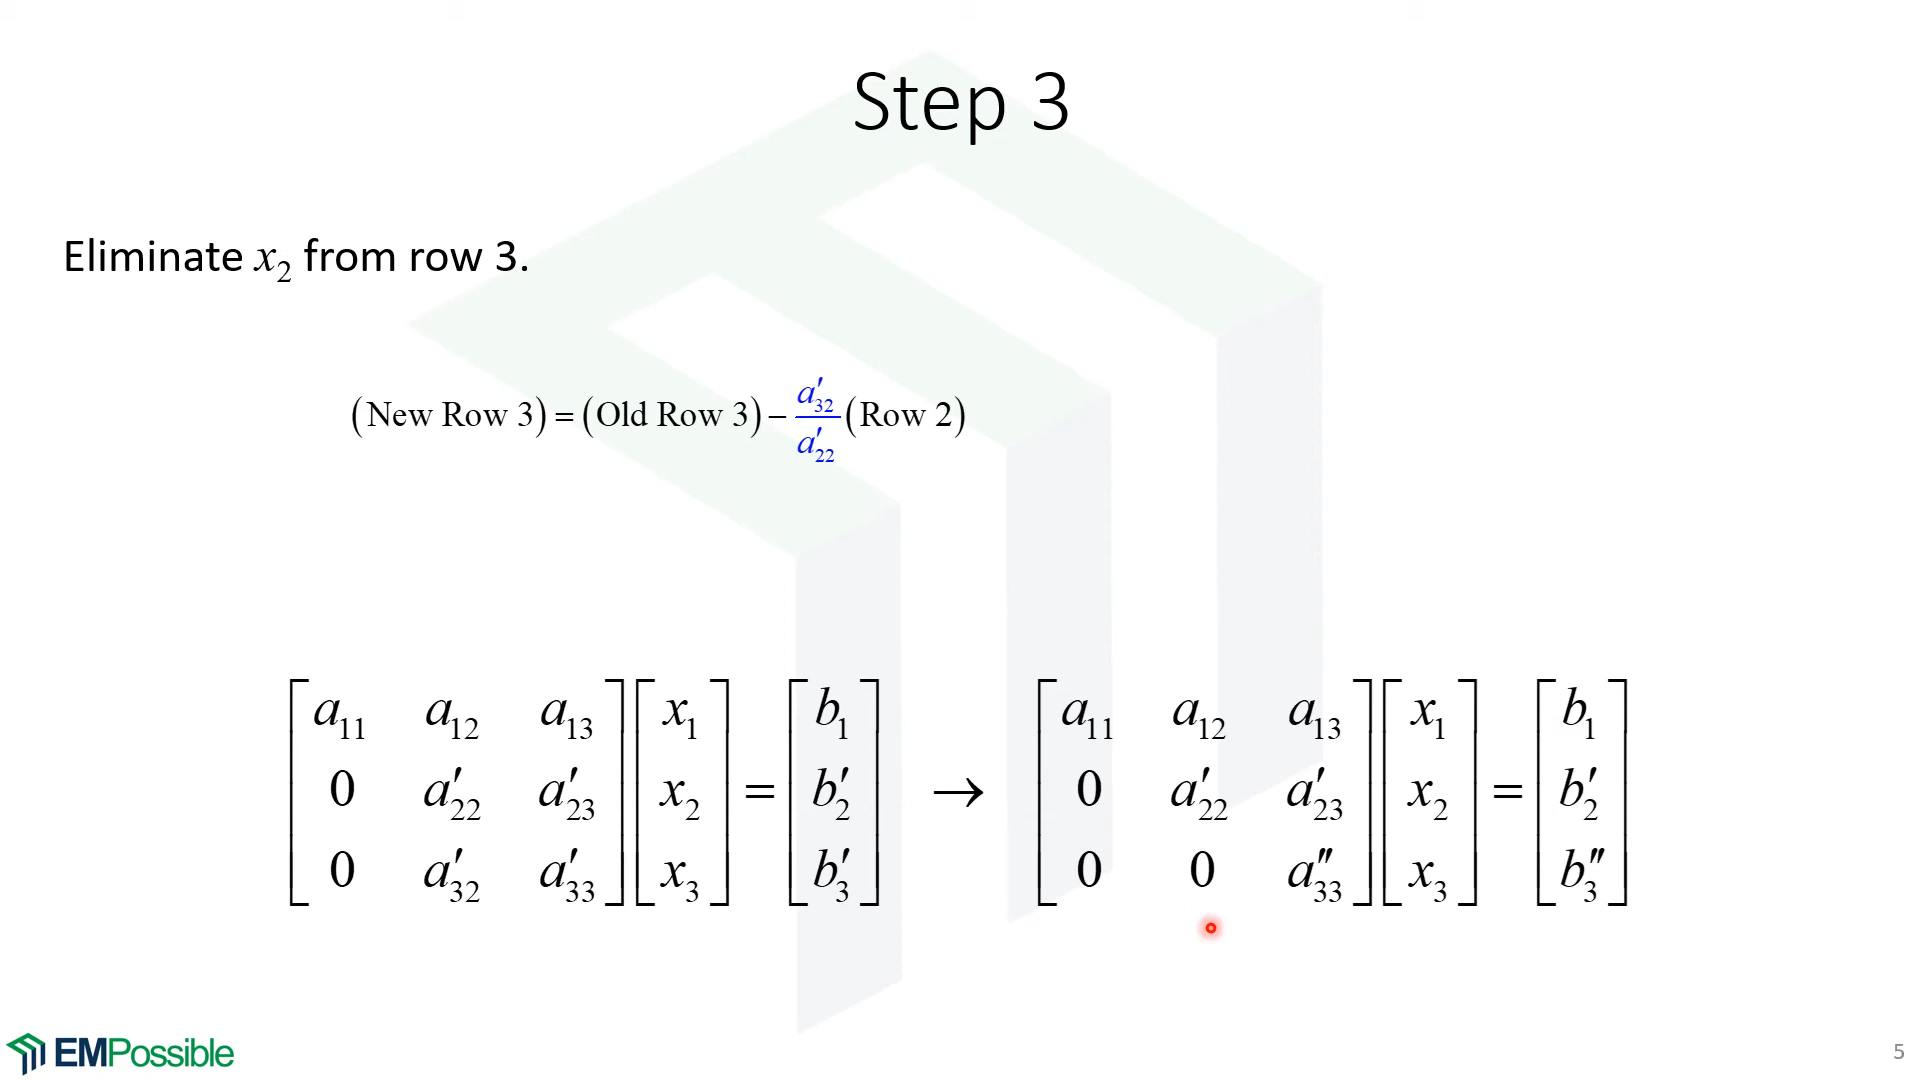 Step 3
Eliminate x₂ from row 3.
(New Row 3) = (Old Row 3) − a′₃₂/a′₂₂ (Row 2)
[a₁₁ a₁₂ a₁₃] [x₁] [b₁] [a₁₁ a₁₂ a₁₃] [x₁] [b₁]
[0 a′₂₂ a′₂₃] [x₂] = [b′₂] → [0 a′₂₂ a′₂₃] [x₂] = [b′₂]
[0 a′₃₂ a′₃₃] [x₃] [b′₃] [0 0 a″₃₃] [x₃] [b″₃]
EMPossible
5